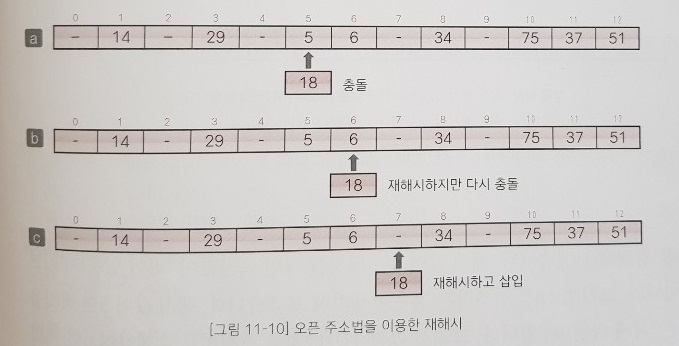 0 1 2 3 4 5 6 7 8 9 10 11 12
a - 14 - 29 - 5 6 - 34 - 75 37 51
18 충돌
0 1 2 3 4 5 6 7 8 9 10 11 12
b - 14 - 29 - 5 6 - 34 - 75 37 51
18 재해시하지만 다시 충돌
0 1 2 3 4 5 6 7 8 9 10 11 12
c - 14 - 29 - 5 6 - 34 - 75 37 51
18 재해시하고 삽입
[그림 11-10] 오픈 주소법을 이용한 재해시